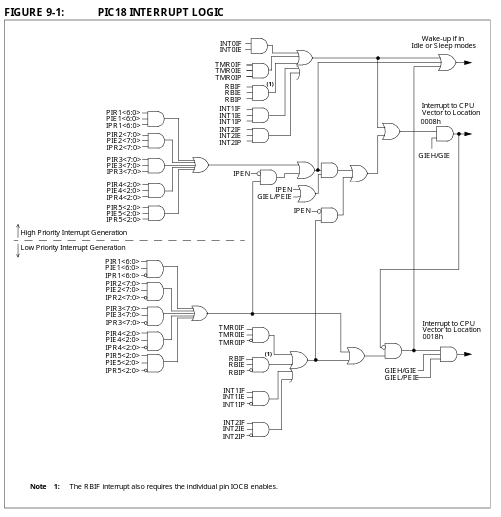 FIGURE 9-1: PIC18 INTERRUPT LOGIC
Wake-up if in
Idle or Sleep modes
INT0IF
INT0IE
TMR0IF
TMR0IE
TMR0IP
(1)
RBIF
RBIE
RBIP
INT1IF
INT1IE
INT1IP
INT2IF
INT2IE
INT2IP
Interrupt to CPU
Vector to Location
0008h
GIEH/GIE
PIR1<6:0>
PIE1<6:0>
IPR1<6:0>
PIR2<7:0>
PIE2<7:0>
IPR2<7:0>
PIR3<7:0>
PIE3<7:0>
IPR3<7:0>
PIR4<2:0>
PIE4<2:0>
IPR4<2:0>
PIR5<2:0>
PIE5<2:0>
IPR5<2:0>
IPEN
IPEN
GIEL/PEIE
IPEN
High Priority Interrupt Generation
Low Priority Interrupt Generation
PIR1<6:0>
PIE1<6:0>
IPR1<6:0>
PIR2<7:0>
PIE2<7:0>
IPR2<7:0>
PIR3<7:0>
PIE3<7:0>
IPR3<7:0>
PIR4<2:0>
PIE4<2:0>
IPR4<2:0>
PIR5<2:0>
PIE5<2:0>
IPR5<2:0>
TMR0IF
TMR0IE
TMR0IP
(1)
RBIF
RBIE
RBIP
INT1IF
INT1IE
INT1IP
INT2IF
INT2IE
INT2IP
Interrupt to CPU
Vector to Location
0018h
GIEH/GIE
GIEL/PEIE
Note 1: The RBIF interrupt also requires the individual pin IOCB enables.